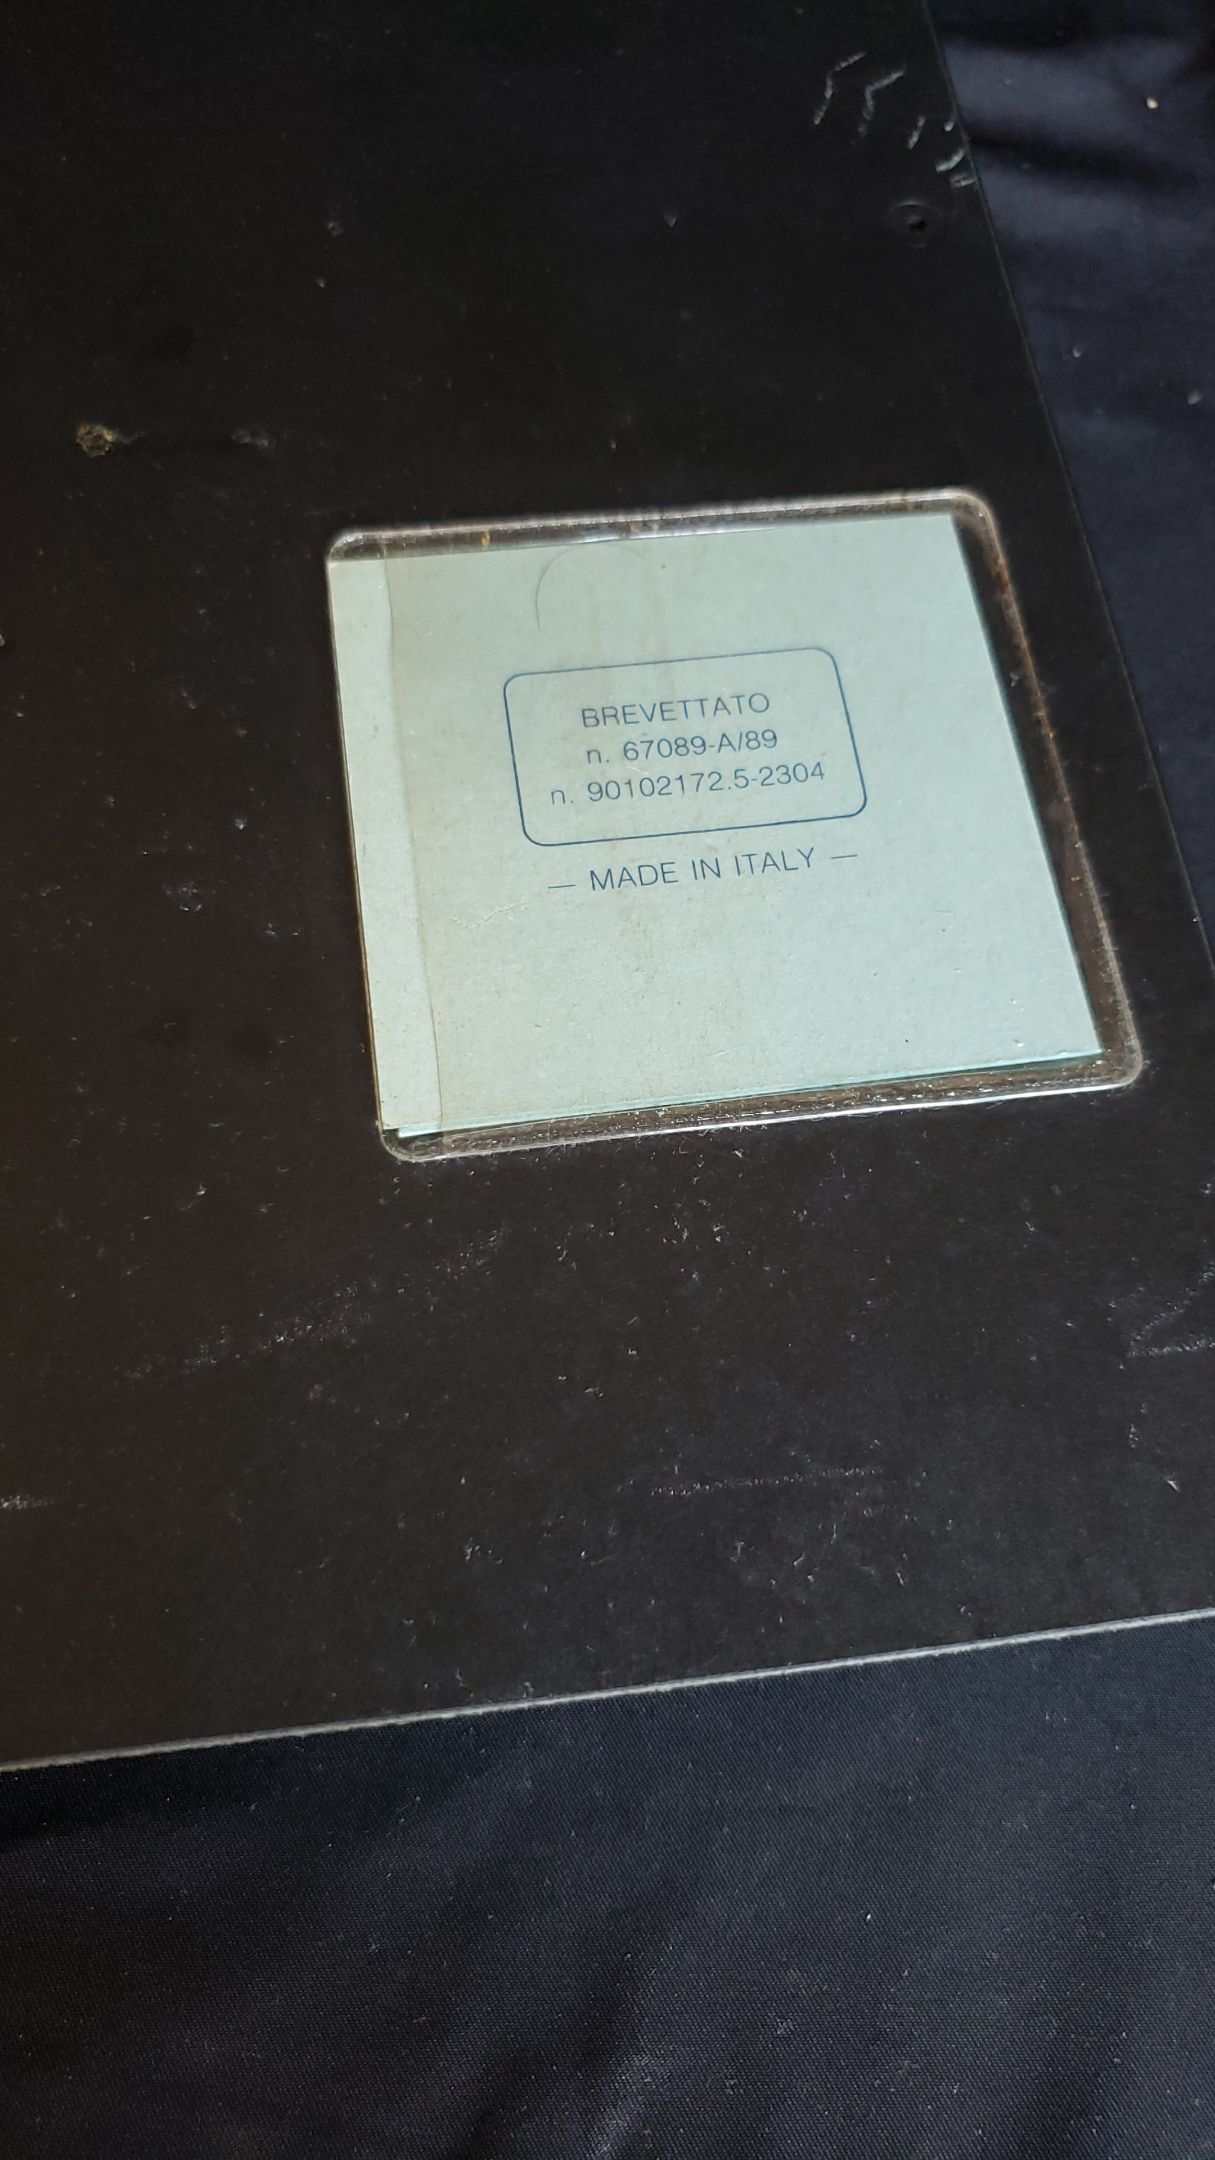 BREVETTATO
n. 67089-A/89
n. 90102172.5-2304
— MADE IN ITALY —